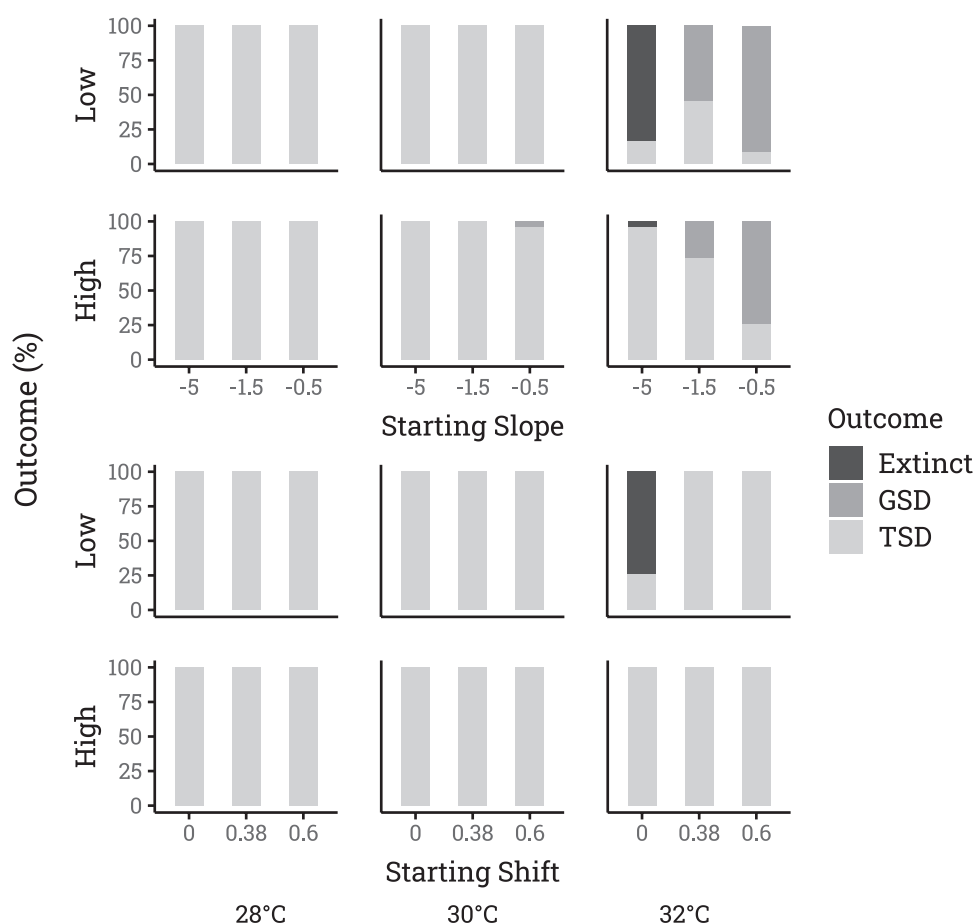 Outcome (%)
Low
100
75
50
25
0
High
100
75
50
25
0
-5 -1.5 -0.5 -5 -1.5 -0.5 -5 -1.5 -0.5
Starting Slope
Low
100
75
50
25
0
High
100
75
50
25
0
0 0.38 0.6 0 0.38 0.6 0 0.38 0.6
Starting Shift
28°C 30°C 32°C
Outcome
Extinct
GSD
TSD